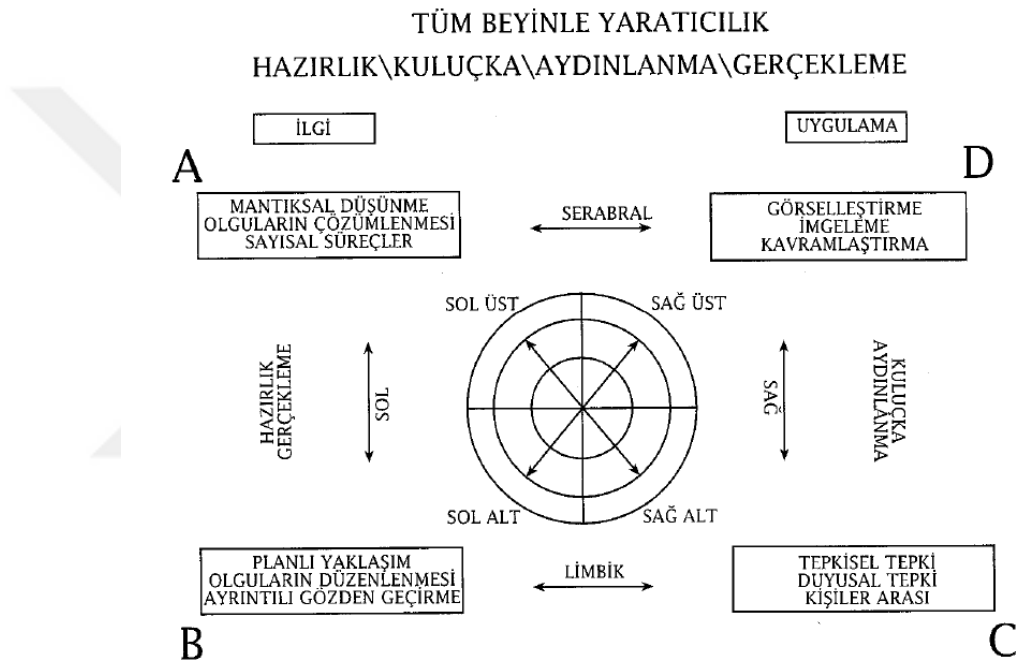 TÜM BEYİNLE YARATICILIK
HAZIRLIK\KULUÇKA\AYDINLANMA\GERÇEKLEME
İLGİ
UYGULAMA
A
D
MANTIKSAL DÜŞÜNME
OLGULARIN ÇÖZÜMLENMESİ
SAYISAL SÜREÇLER
SERABRAL
GÖRSELLEŞTİRME
İMGELEME
KAVRAMLAŞTIRMA
SOL ÜST
SAĞ ÜST
HAZIRLIK
GERÇEKLEME
SOL
SAĞ
KULUÇKA
AYDINLANMA
SOL ALT
SAĞ ALT
PLANLI YAKLAŞIM
OLGULARIN DÜZENLENMESİ
AYRINTILI GÖZDEN GEÇİRME
LİMBİK
TEPKİSEL TEPKİ
DUYUSAL TEPKİ
KİŞİLER ARASI
B
C